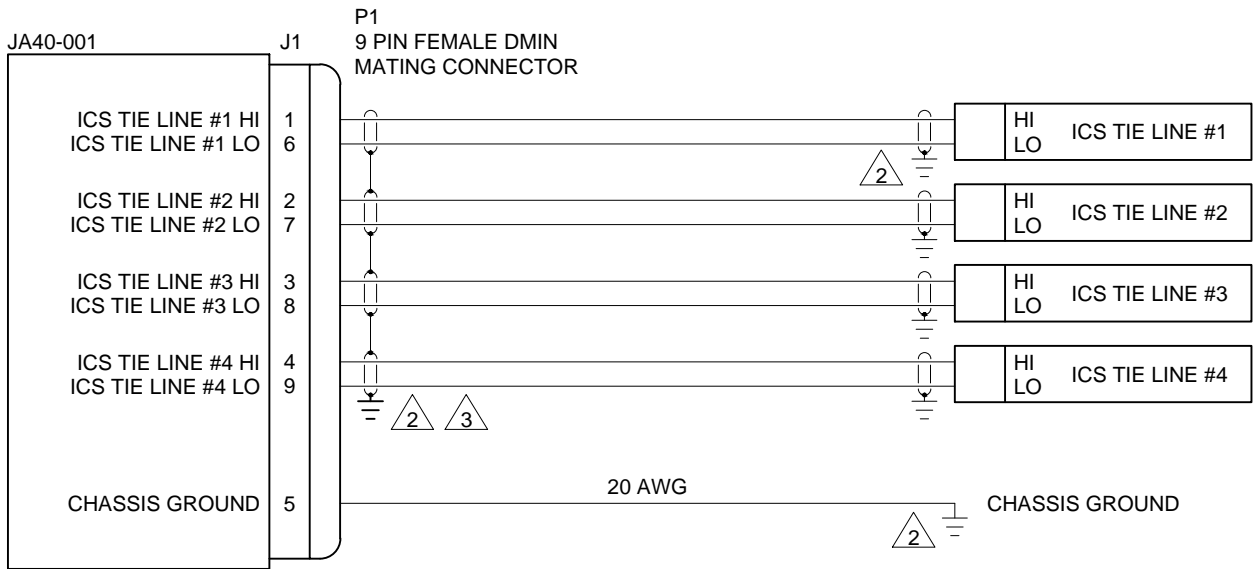 P1
JA40-001 J1 9 PIN FEMALE DMIN
MATING CONNECTOR
ICS TIE LINE #1 HI 1 HI ICS TIE LINE #1
ICS TIE LINE #1 LO 6 LO
2
ICS TIE LINE #2 HI 2 HI ICS TIE LINE #2
ICS TIE LINE #2 LO 7 LO
ICS TIE LINE #3 HI 3 HI ICS TIE LINE #3
ICS TIE LINE #3 LO 8 LO
ICS TIE LINE #4 HI 4 HI ICS TIE LINE #4
ICS TIE LINE #4 LO 9 LO
2 3
20 AWG
CHASSIS GROUND 5 CHASSIS GROUND
2